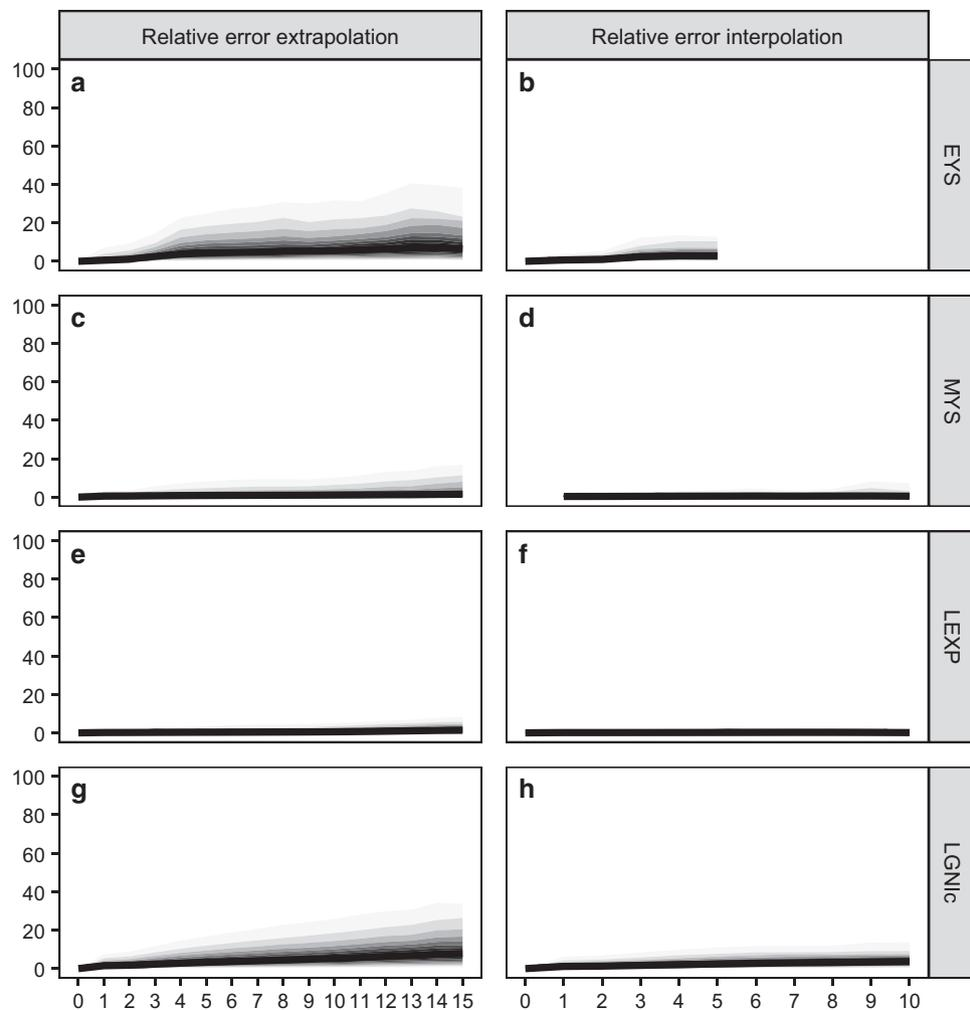 Relative error extrapolation
Relative error interpolation
a
100
80
60
40
20
0
b
EYS
c
100
80
60
40
20
0
d
MYS
e
100
80
60
40
20
0
f
LEXP
g
100
80
60
40
20
0
h
LGNIc
0 1 2 3 4 5 6 7 8 9 10 11 12 13 14 15
0 1 2 3 4 5 6 7 8 9 10